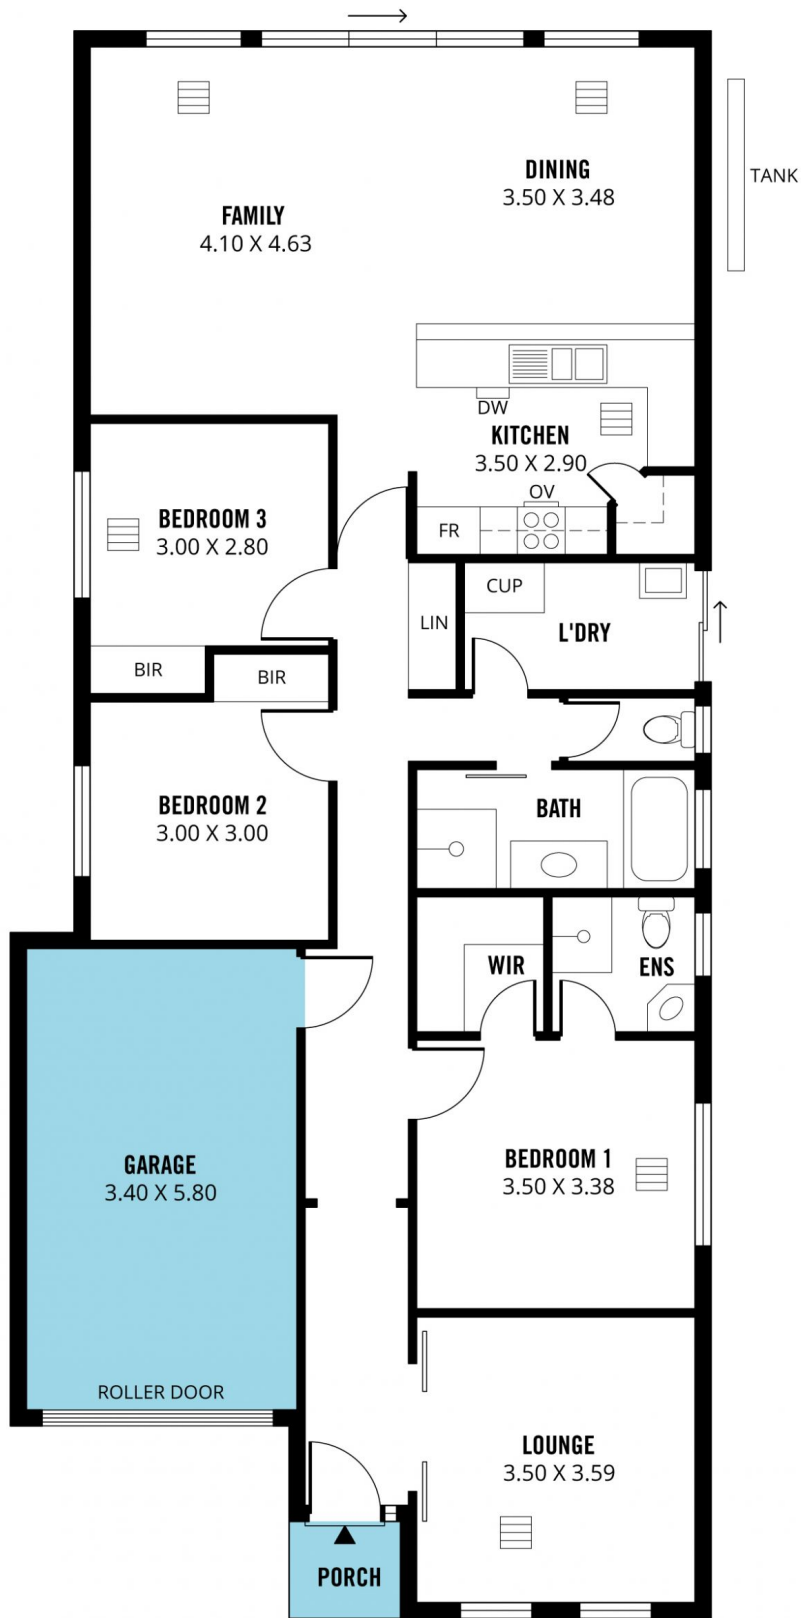 TANK
DINING
3.50 X 3.48
FAMILY
4.10 X 4.63
DW
KITCHEN
3.50 X 2.90
OV
FR
BEDROOM 3
3.00 X 2.80
CUP
LIN
L'DRY
BIR
BIR
BEDROOM 2
3.00 X 3.00
BATH
WIR
ENS
GARAGE
3.40 X 5.80
BEDROOM 1
3.50 X 3.38
ROLLER DOOR
LOUNGE
3.50 X 3.59
PORCH